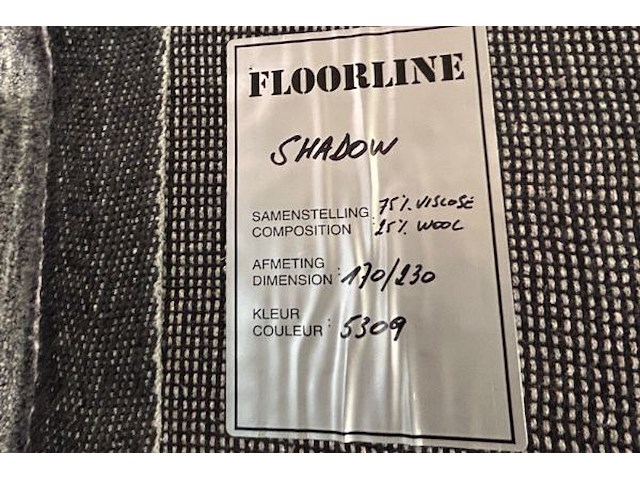 FLOORLINE
SHADOW
SAMENSTELLING : 75% VISCOSE
COMPOSITION 25% WOOL
AFMETING
DIMENSION : 170/230
KLEUR
COULEUR : 5309